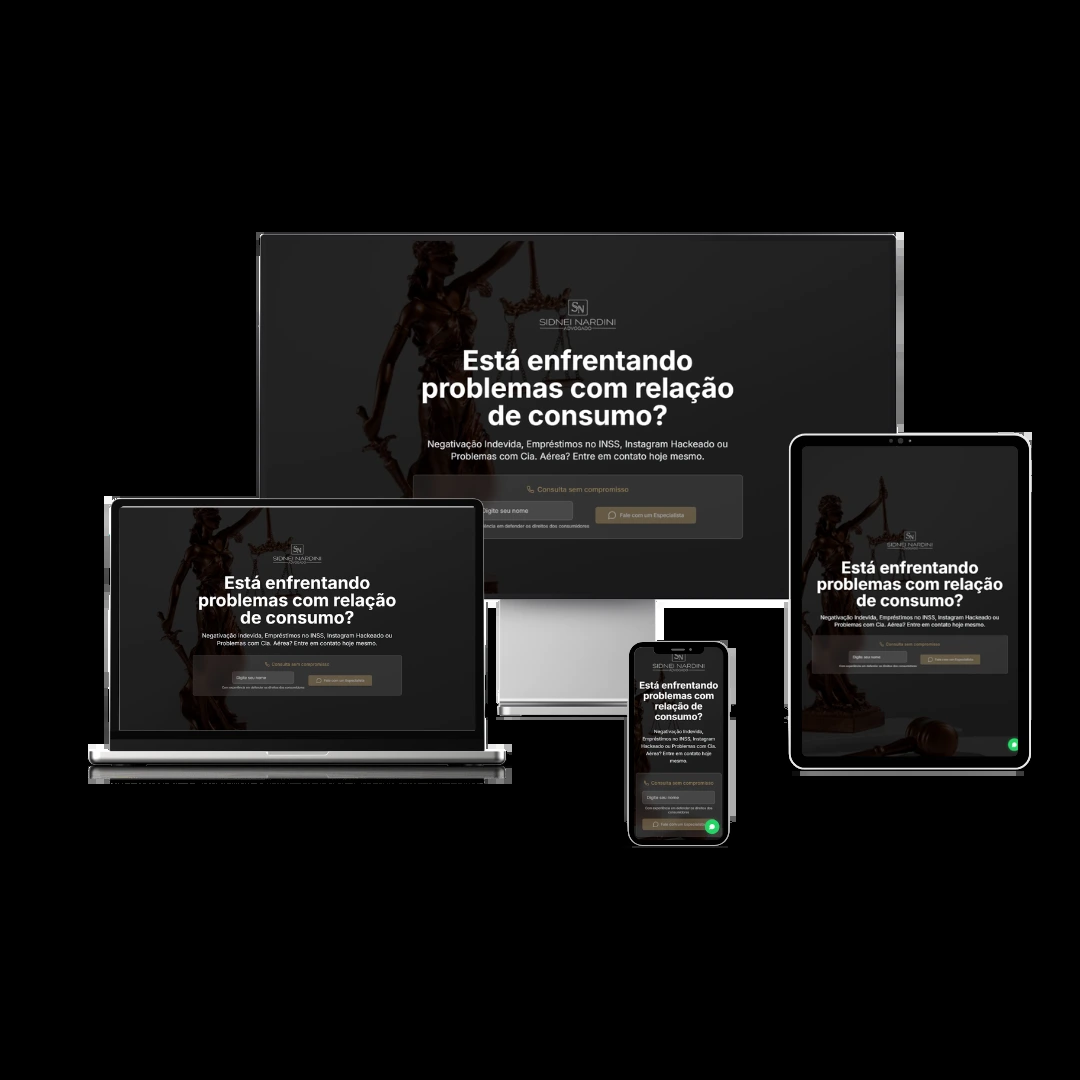 SN
SIDNEI NARDINI
ADVOGADO
Está enfrentando
problemas com relação
de consumo?
Negativação Indevida, Empréstimos no INSS, Instagram Hackeado ou
Problemas com Cia. Aérea? Entre em contato hoje mesmo.
Consulta sem compromisso
Digito seu nome
Fale com um Especialista
em defender os direitos dos consumidores
SN
SIDNEI NARDINI
ADVOGADO
Está enfrentando
problemas com relação
de consumo?
Negativação Indevida, Empréstimos no INSS, Instagram Hackeado ou
Problemas com Cia. Aérea? Entre em contato hoje mesmo.
Consulta sem compromisso
Digito seu nome
Fale com um Especialista
Com experiência em defender os direitos dos consumidores
SN
SIDNEI NARDINI
Está enfrentando
problemas com
relação de
consumo?
Negativação Indevida,
Empréstimos no INSS, Instagram
Hackeado ou Problemas com Cia.
Aérea? Entre em contato hoje
mesmo.
Consulta sem compromisso
Digito seu nome
Com experiência em defender os direitos dos
consumidores
Fale com um Especialista
SN
SIDNEI NARDINI
ADVOGADO
Está enfrentando
problemas com relação
de consumo?
Negativação Indevida, Empréstimos no INSS, Instagram Hackeado ou
Problemas com Cia. Aérea? Entre em contato hoje mesmo.
Consulta sem compromisso
Digito seu nome
Fale com um Especialista
Com experiência em defender os direitos dos consumidores